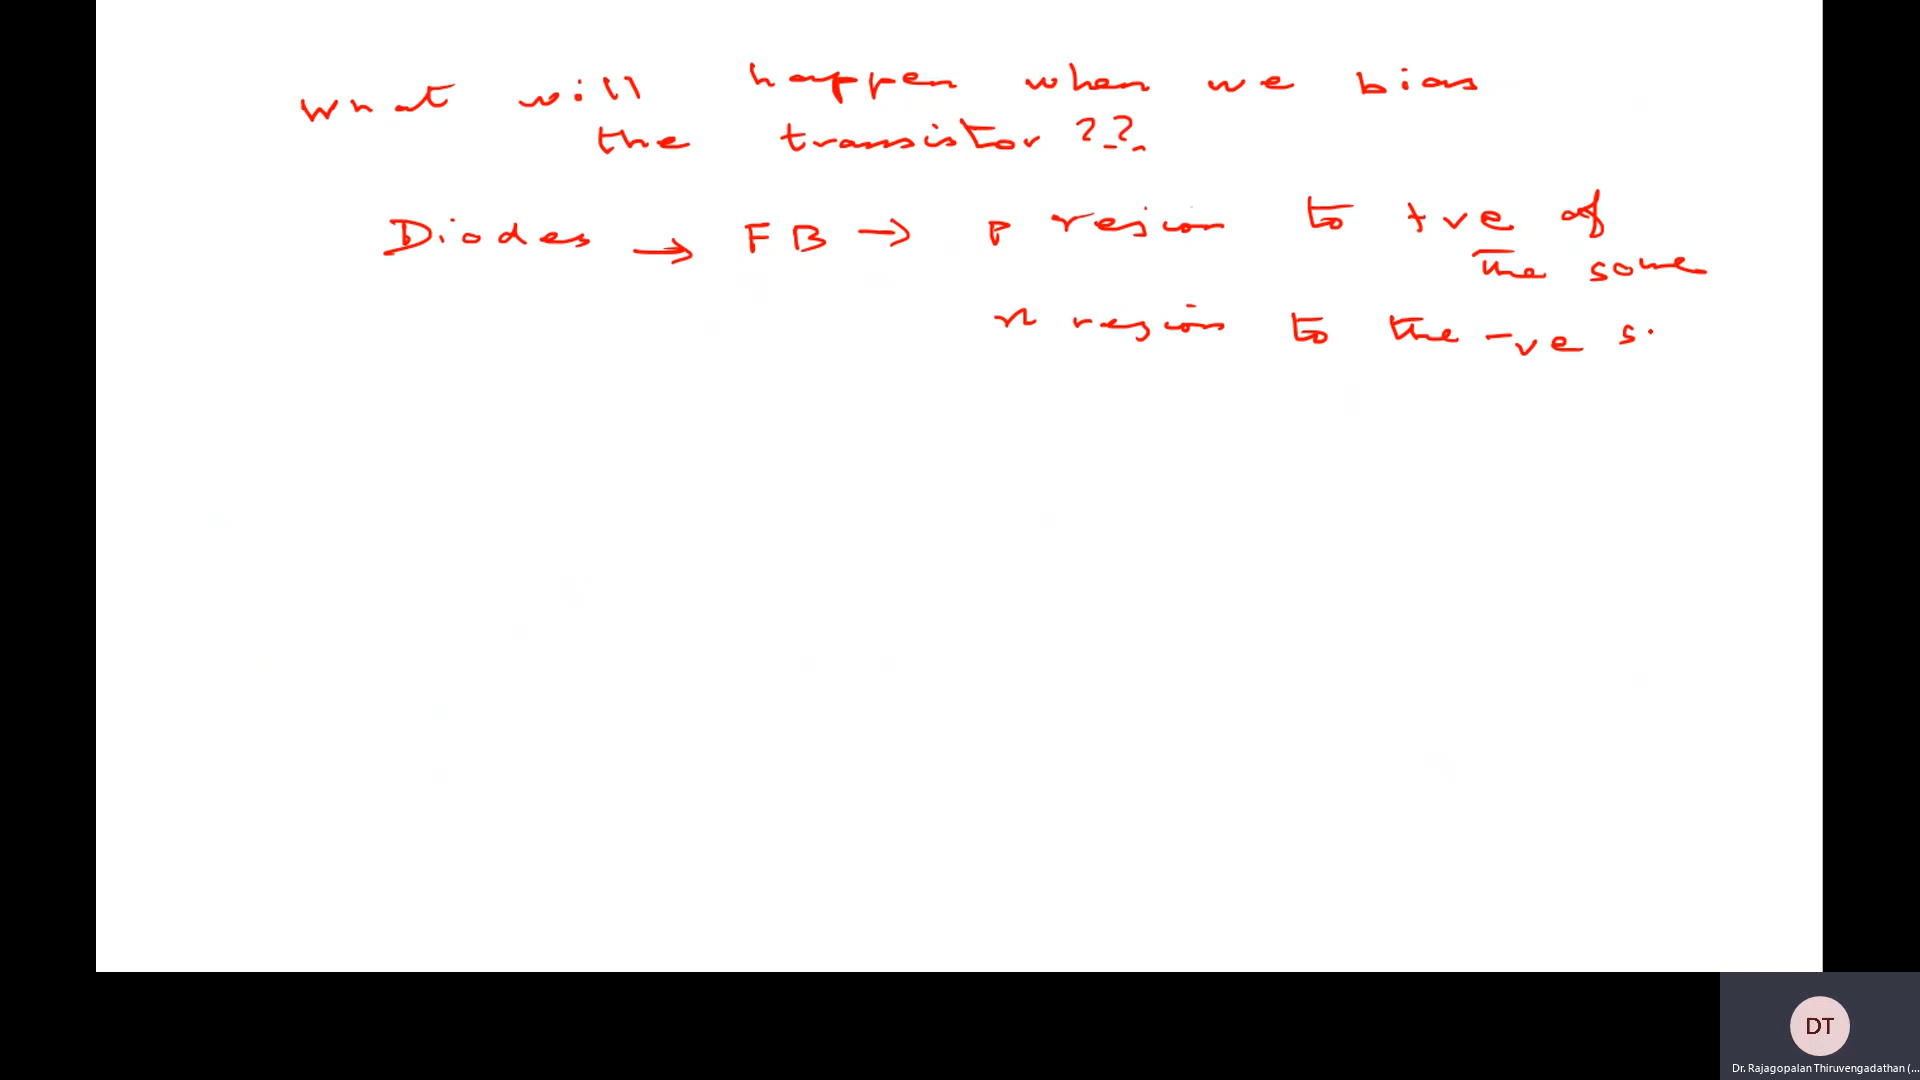 What will happen when we bias
the transistor ??.
Diodes → FB → P region to +ve of
the source
n region to the -ve s.
DT
Dr. Rajagopalan Thiruvengadathan (...